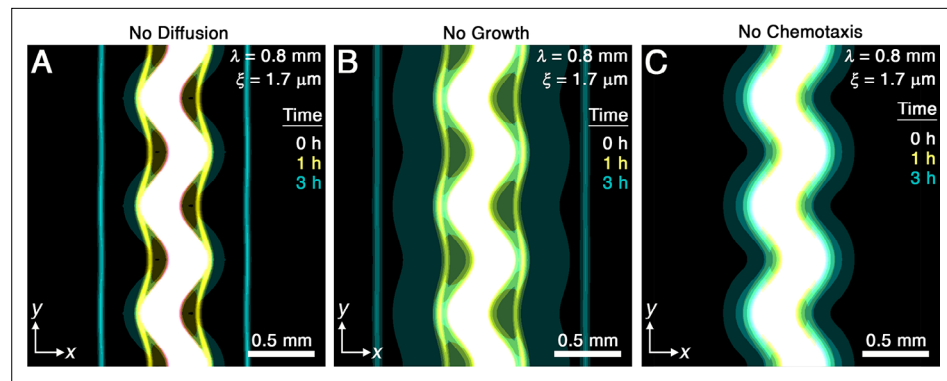 No Diffusion
A
λ = 0.8 mm
ξ = 1.7 μm
Time
0 h
1 h
3 h
y
x
0.5 mm
No Growth
B
λ = 0.8 mm
ξ = 1.7 μm
Time
0 h
1 h
3 h
y
x
0.5 mm
No Chemotaxis
C
λ = 0.8 mm
ξ = 1.7 μm
Time
0 h
1 h
3 h
y
x
0.5 mm